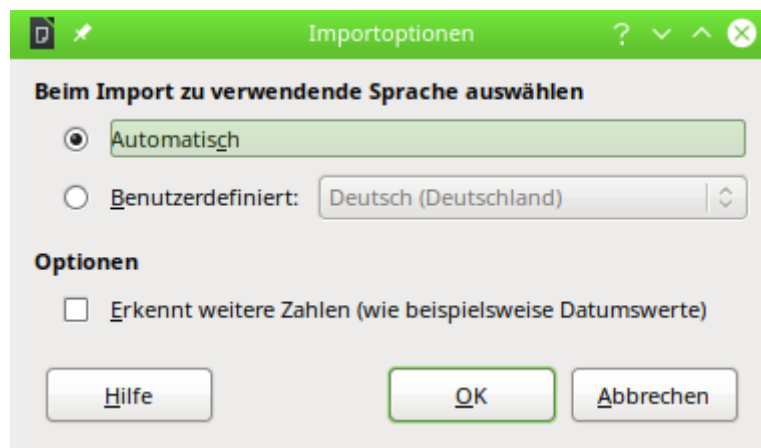 Importoptionen
Beim Import zu verwendende Sprache auswählen
Automatisch
Benutzerdefiniert: Deutsch (Deutschland)
Optionen
Erkennt weitere Zahlen (wie beispielsweise Datumswerte)
Hilfe OK Abbrechen